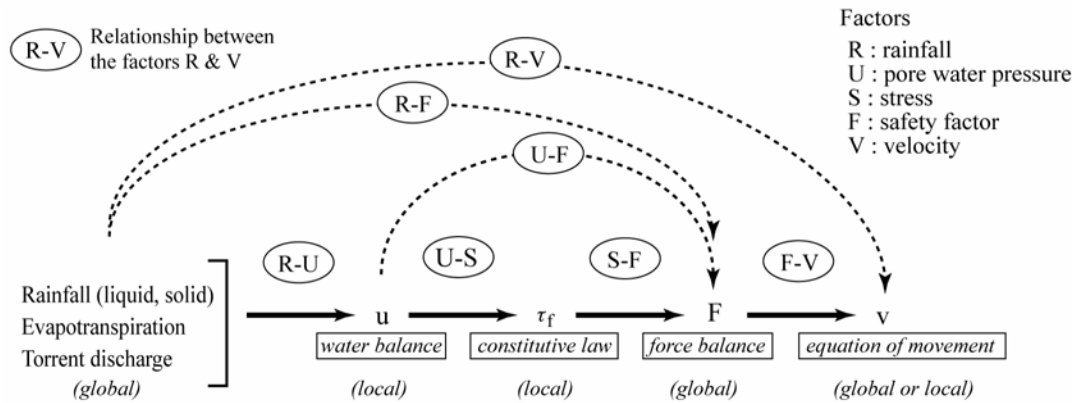 R-V
Relationship between
the factors R & V
Factors
R : rainfall
U : pore water pressure
S : stress
F : safety factor
V : velocity
R-V
R-F
U-F
R-U
U-S
S-F
F-V
Rainfall (liquid, solid)
Evapotranspiration
Torrent discharge
(global)
u
τf
F
v
water balance
constitutive law
force balance
equation of movement
(local)
(local)
(global)
(global or local)